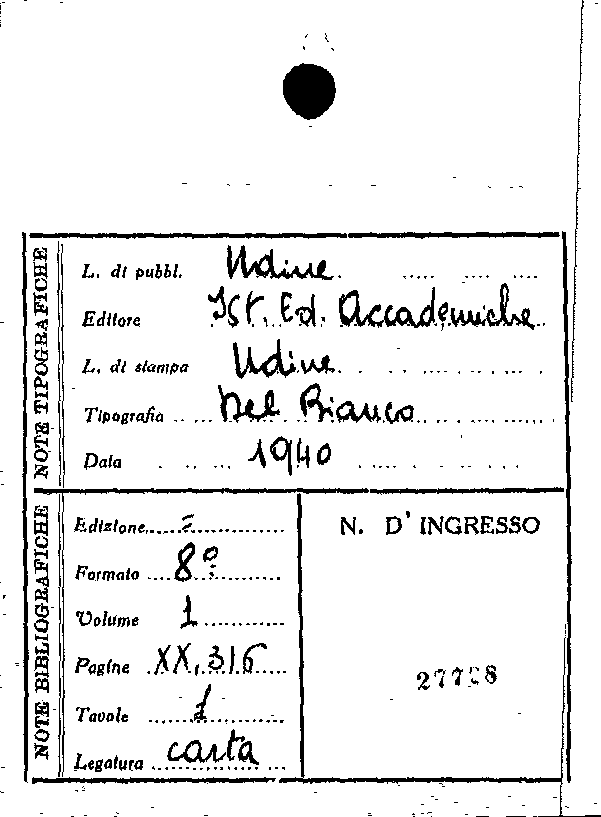 NOTE TIPOGRAFICHE
L. di pubbl. Udine
Editore Ist. Ed. Accademiche
L. di stampa Udine
Tipografia Del Bianco
Data 1940
NOTE BIBLIOGRAFICHE
Edizione =
Formato 8º
Volume 1
Pagine XX, 316
Tavole 1
Legatura carta
N. D' INGRESSO